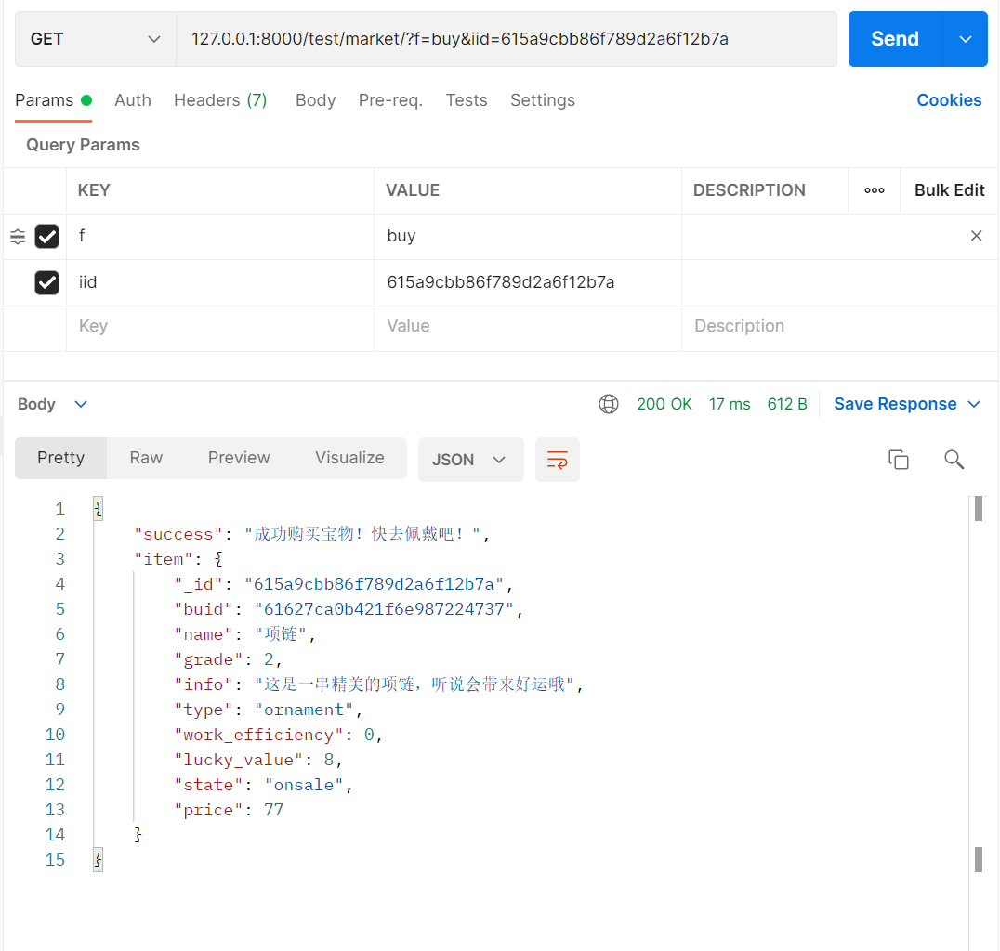 GET 127.0.0.1:8000/test/market/?f=buy&iid=615a9cbb86f789d2a6f12b7a Send
Params Auth Headers (7) Body Pre-req. Tests Settings Cookies
Query Params
KEY VALUE DESCRIPTION ooo Bulk Edit
f buy
iid 615a9cbb86f789d2a6f12b7a
Key Value Description
Body 200 OK 17 ms 612 B Save Response
Pretty Raw Preview Visualize JSON
1 {
2 "success": "成功购买宝物！快去佩戴吧！",
3 "item": {
4 "_id": "615a9cbb86f789d2a6f12b7a",
5 "buid": "61627ca0b421f6e987224737",
6 "name": "项链",
7 "grade": 2,
8 "info": "这是一串精美的项链，听说会带来好运哦",
9 "type": "ornament",
10 "work_efficiency": 0,
11 "lucky_value": 8,
12 "state": "onsale",
13 "price": 77
14 }
15 }